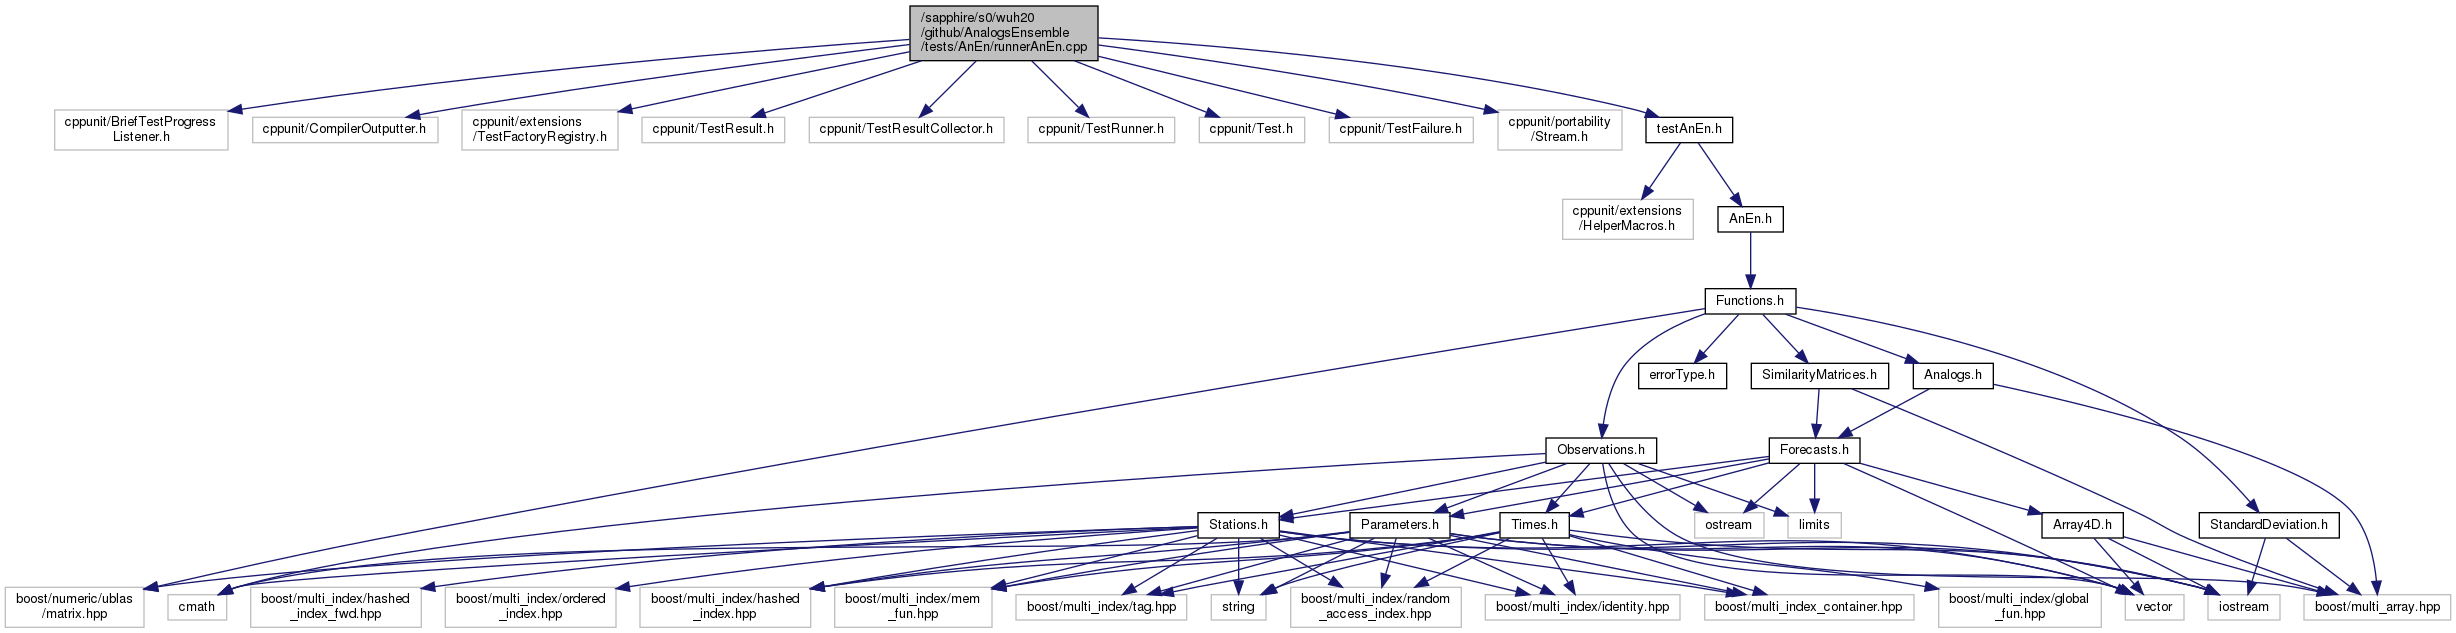 /sapphire/s0/wuh20
/github/AnalogsEnsemble
/tests/AnEn/runnerAnEn.cpp
cppunit/BriefTestProgress
Listener.h
cppunit/CompilerOutputter.h
cppunit/extensions
/TestFactoryRegistry.h
cppunit/TestResult.h
cppunit/TestResultCollector.h
cppunit/TestRunner.h
cppunit/Test.h
cppunit/TestFailure.h
cppunit/portability
/Stream.h
testAnEn.h
cppunit/extensions
/HelperMacros.h
AnEn.h
Functions.h
errorType.h
SimilarityMatrices.h
Analogs.h
Observations.h
Forecasts.h
Stations.h
Parameters.h
Times.h
ostream
limits
Array4D.h
StandardDeviation.h
boost/numeric/ublas
/matrix.hpp
cmath
boost/multi_index/hashed
_index_fwd.hpp
boost/multi_index/ordered
_index.hpp
boost/multi_index/hashed
_index.hpp
boost/multi_index/mem
_fun.hpp
boost/multi_index/tag.hpp
string
boost/multi_index/random
_access_index.hpp
boost/multi_index/identity.hpp
boost/multi_index_container.hpp
boost/multi_index/global
_fun.hpp
vector
iostream
boost/multi_array.hpp